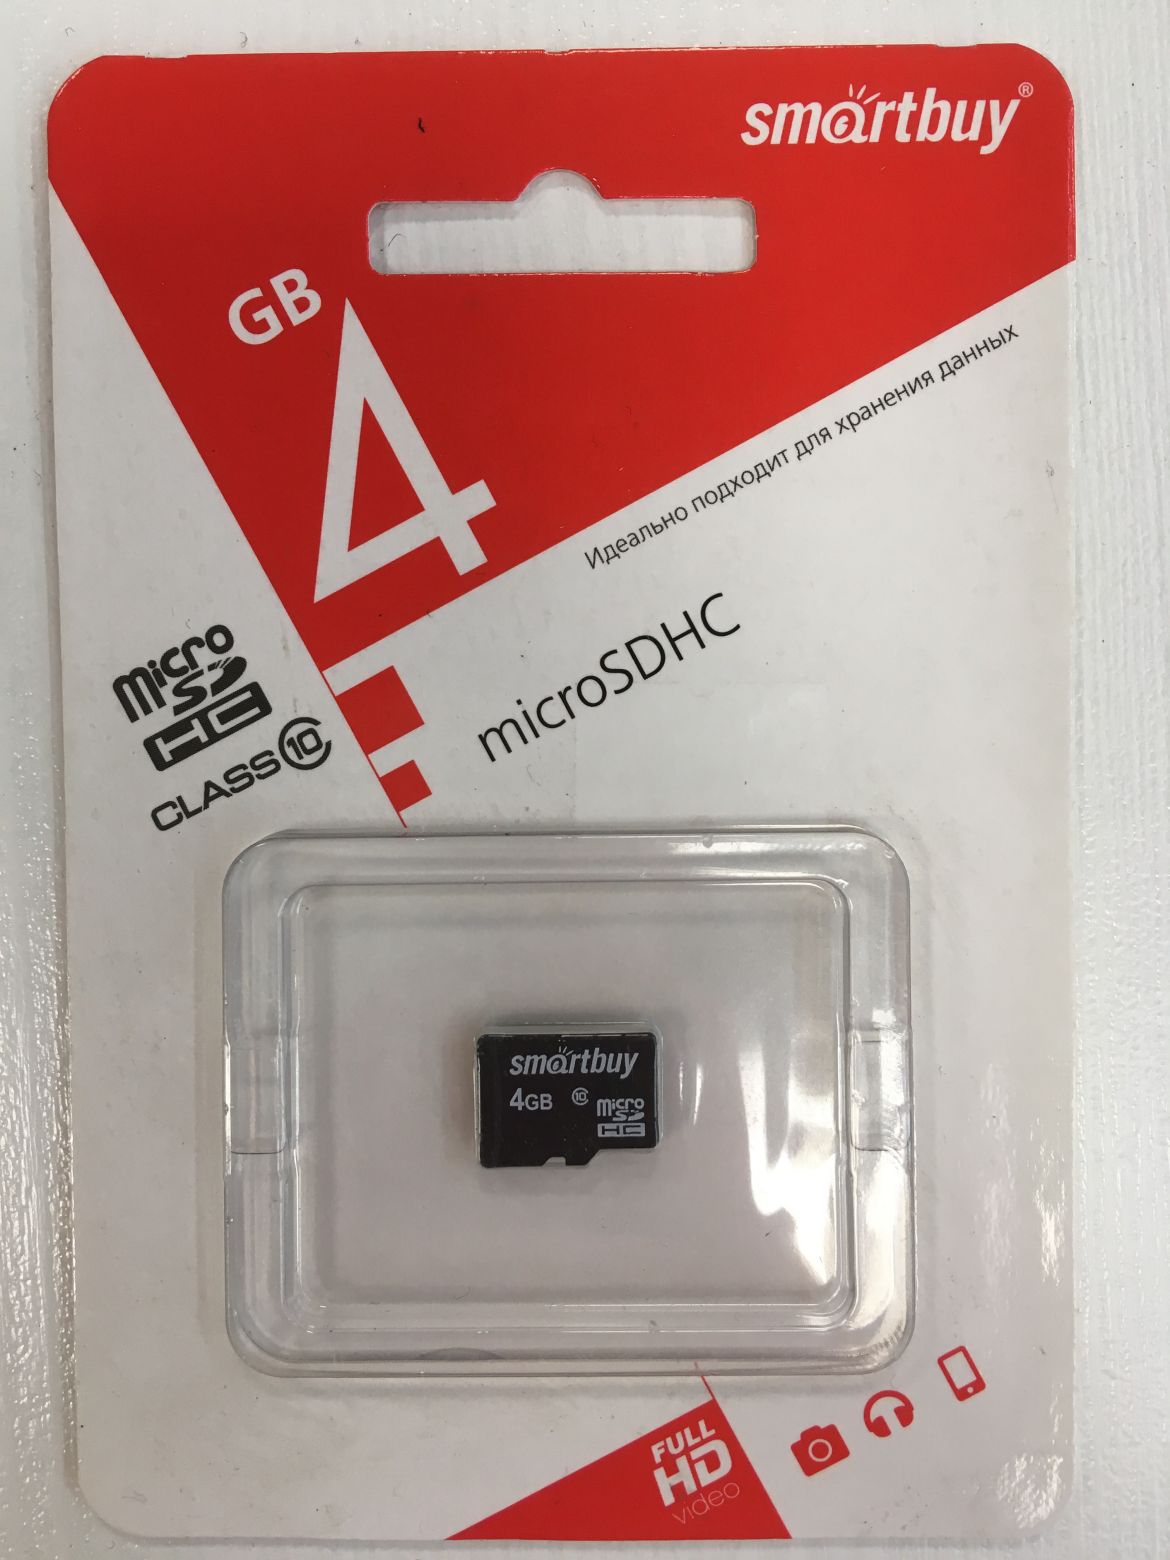 smartbuy®
GB
4
Идеально подходит для хранения данных
microSDHC
micro
SD
HC
CLASS 10
smartbuy
4GB 10
micro
SD
HC
FULL
HD
video